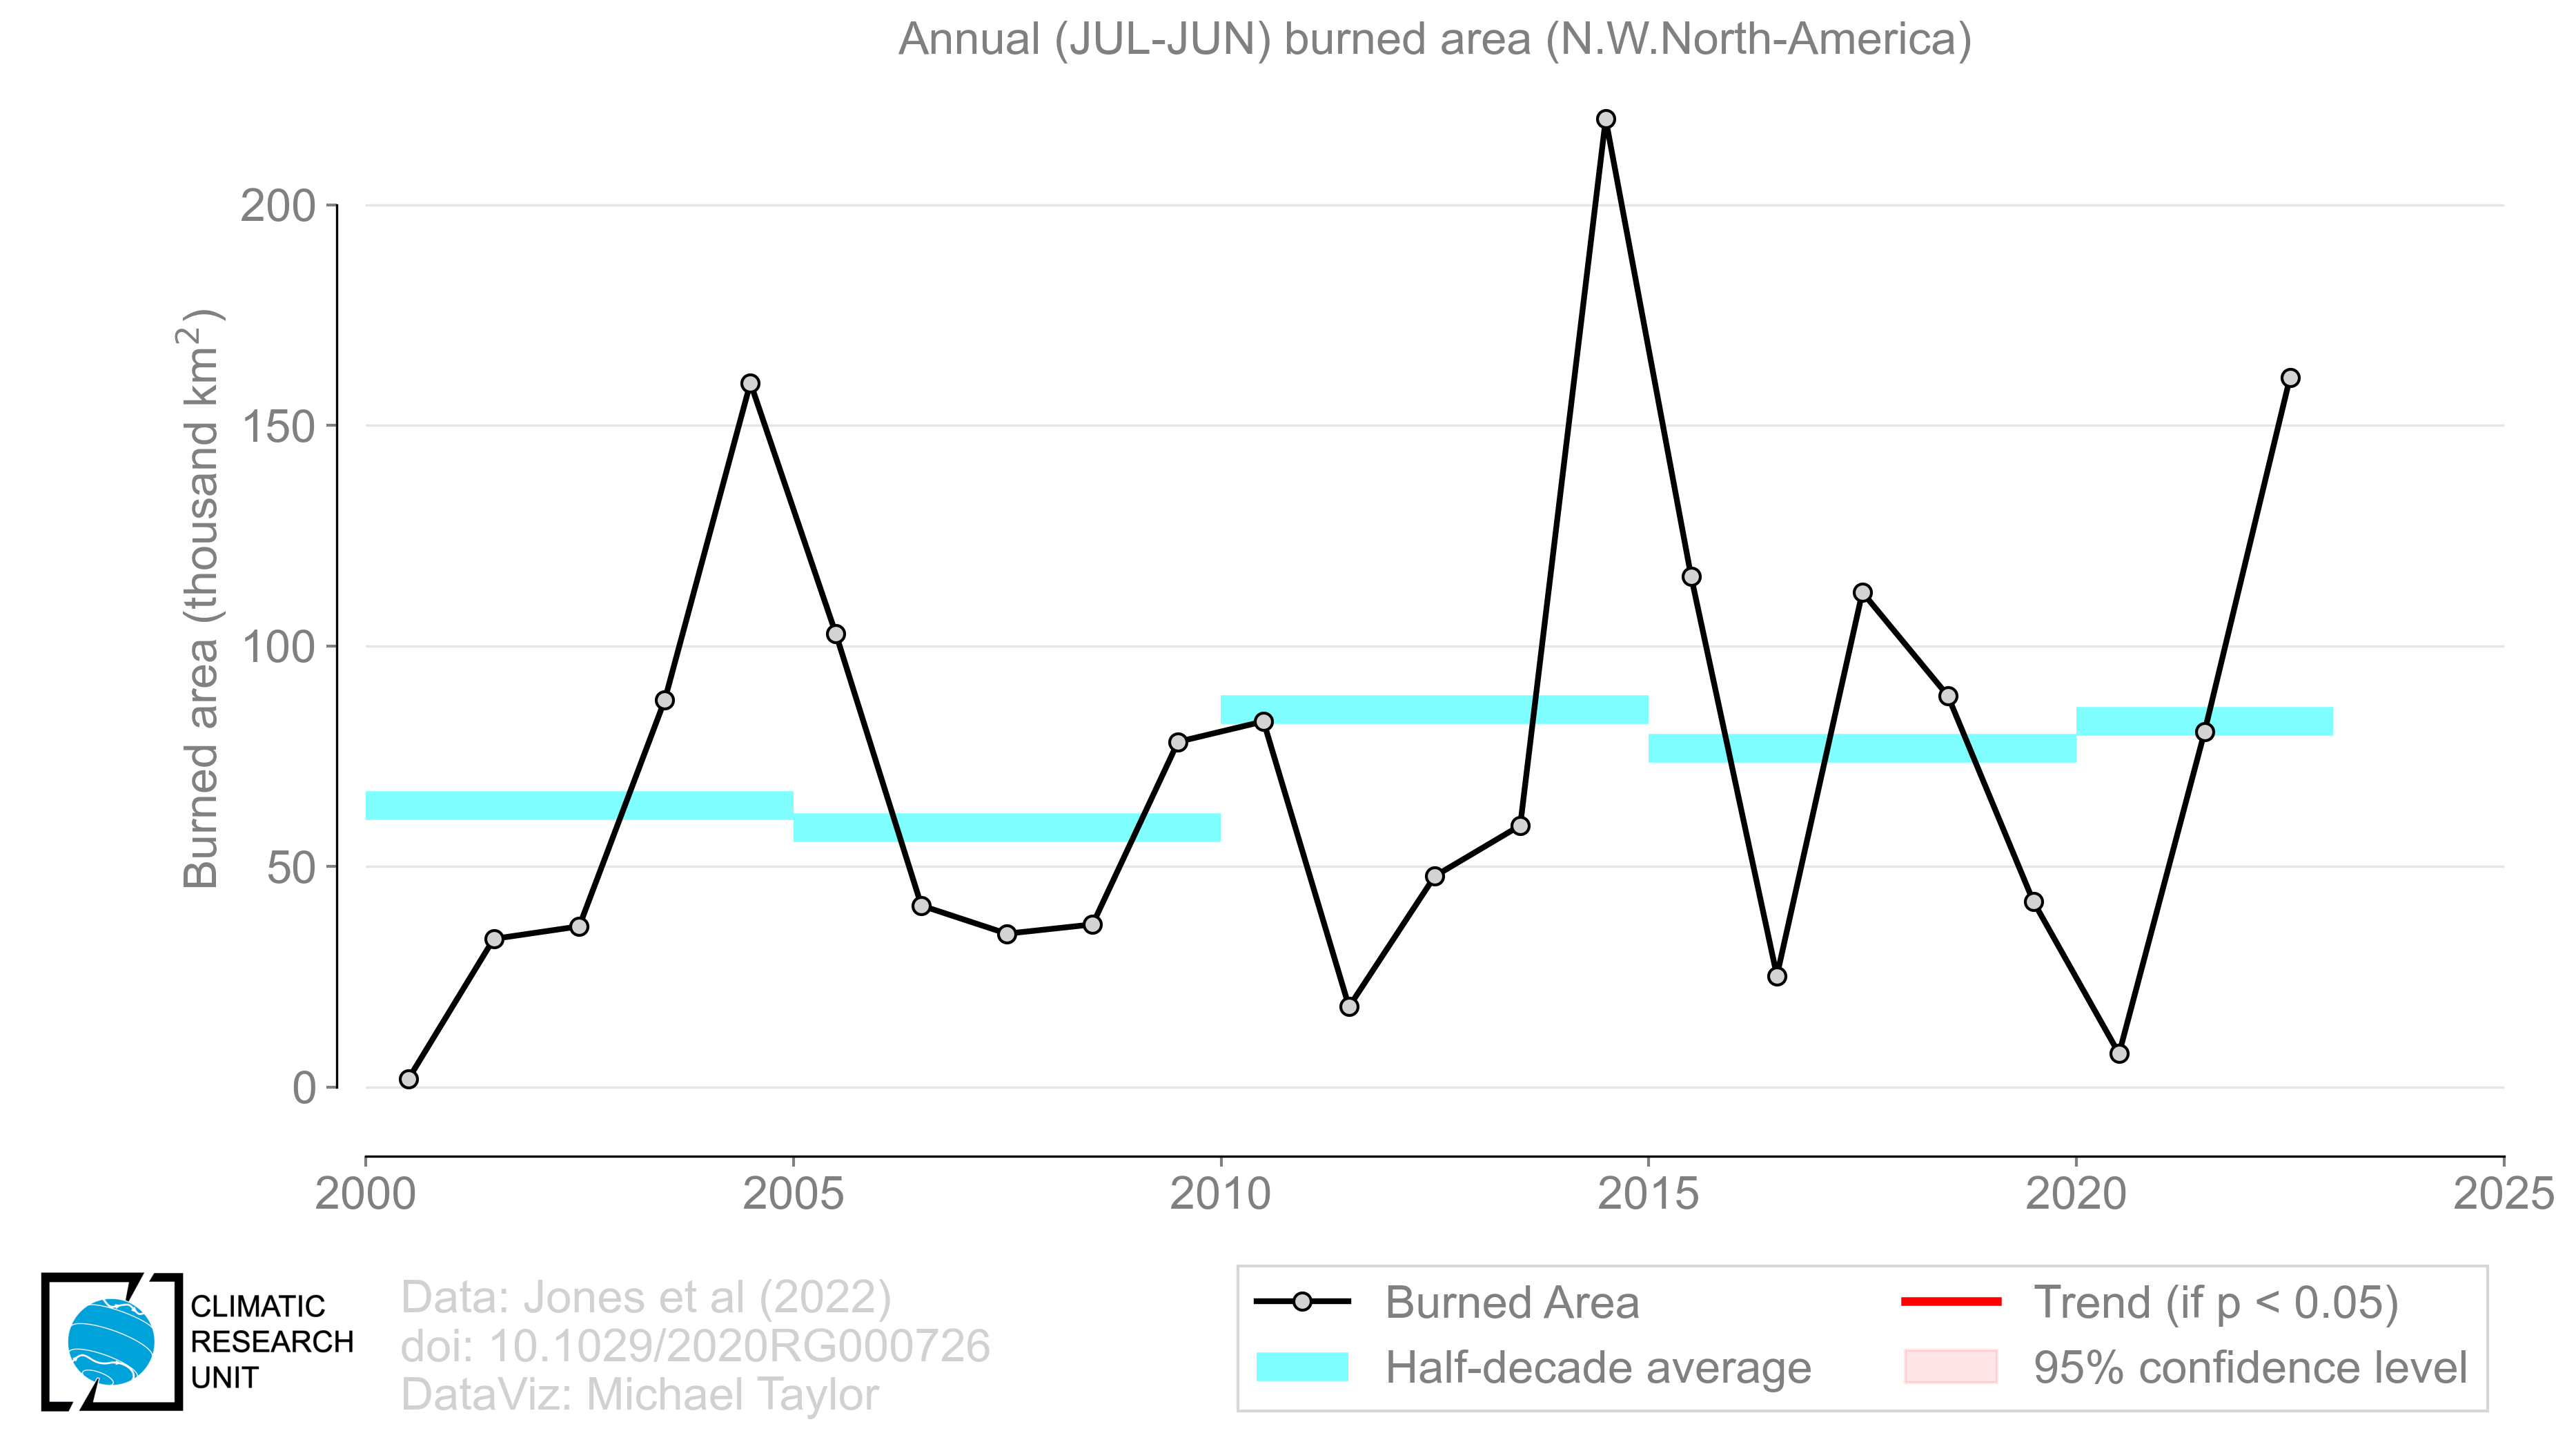 Annual (JUL-JUN) burned area (N.W.North-America)
Burned area (thousand km²)
200
150
100
50
0
2000 2005 2010 2015 2020 2025
CLIMATIC
RESEARCH
UNIT
Data: Jones et al (2022)
doi: 10.1029/2020RG000726
DataViz: Michael Taylor
Burned Area
Half-decade average
Trend (if p < 0.05)
95% confidence level